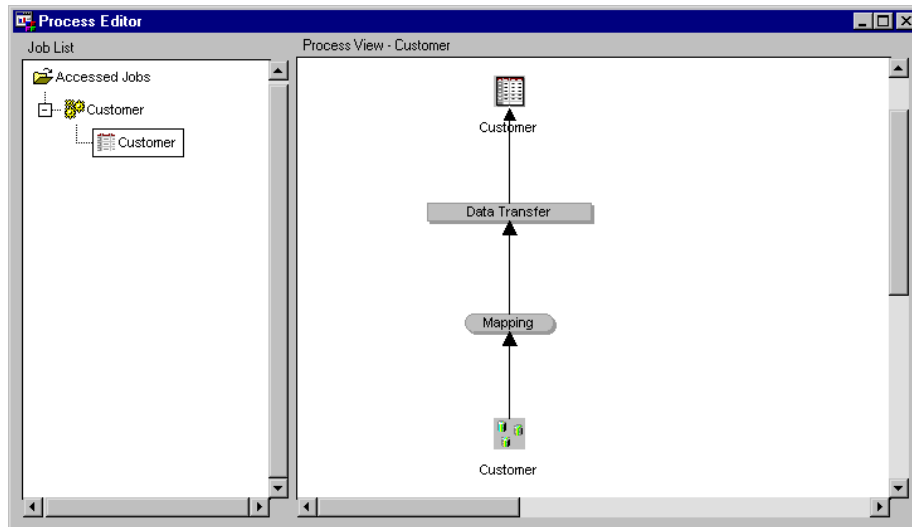 Process Editor
Job List
Process View - Customer
Accessed Jobs
Customer
Customer
Customer
Data Transfer
Mapping
Customer